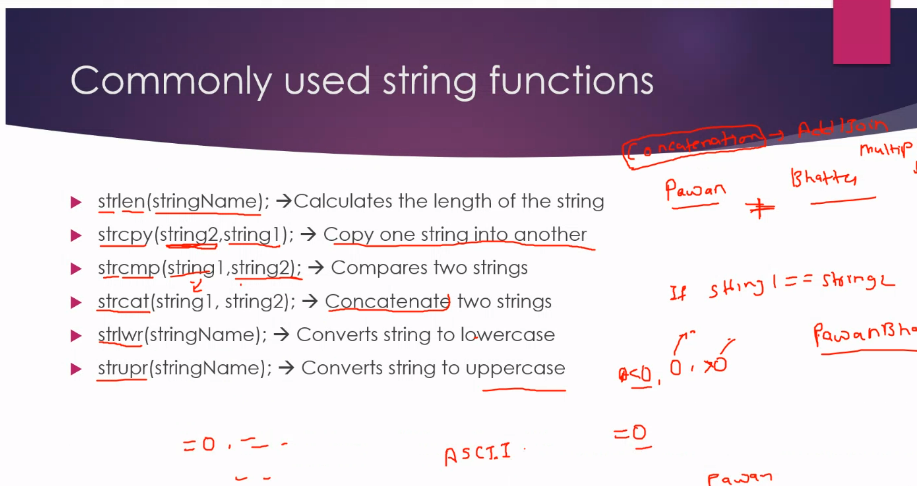 Commonly used string functions
Concateration → Add/Join
multip
Pawan + Bhatta
strlen(stringName); →Calculates the length of the string
strcpy(string2,string1); → Copy one string into another
strcmp(string1,string2); → Compares two strings
If string1 == string2
strcat(string1, string2); → Concatenate two strings
PawanBha
strlwr(stringName); → Converts string to lowercase
strupr(stringName); → Converts string to uppercase
<0, 0, >0
=0
=0
ASCII
Pawan